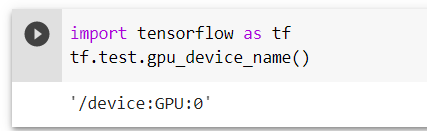 import tensorflow as tf
tf.test.gpu_device_name()
'/device:GPU:0'